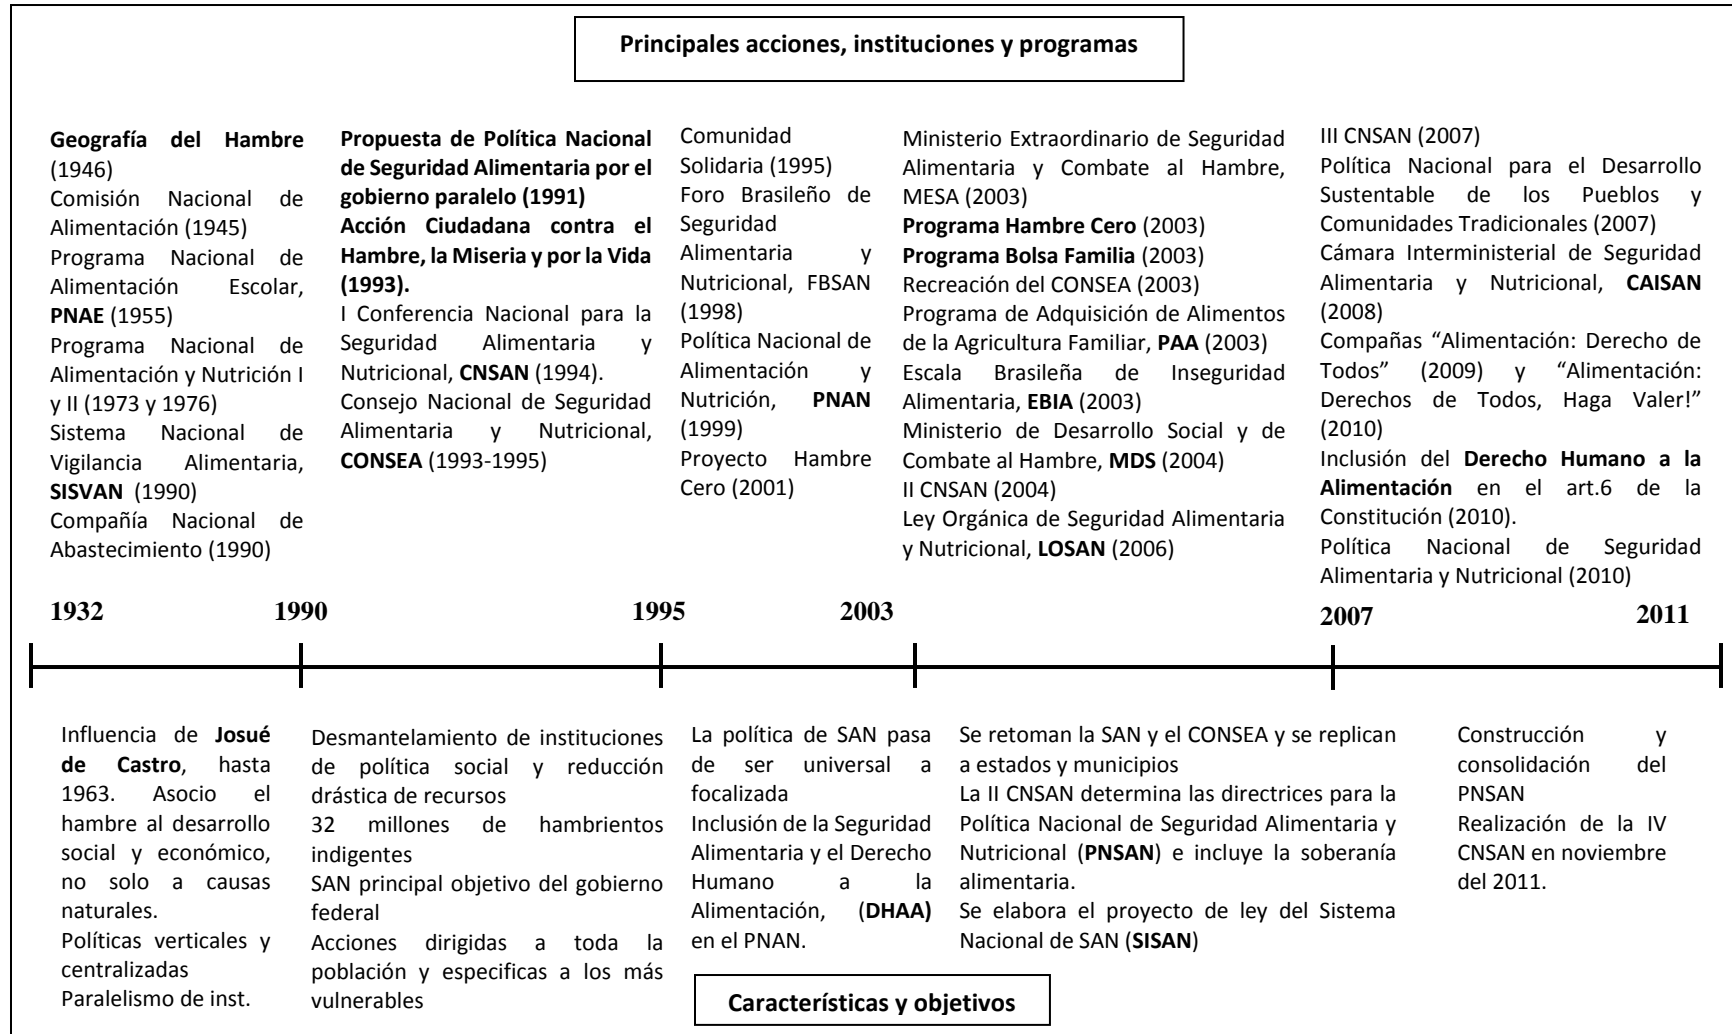 Principales acciones, instituciones y programas
Geografía del Hambre
(1946)
Comisión Nacional de
Alimentación (1945)
Programa Nacional de
Alimentación Escolar,
PNAE (1955)
Programa Nacional de
Alimentación y Nutrición I
y II (1973 y 1976)
Sistema Nacional de
Vigilancia Alimentaria,
SISVAN (1990)
Compañía Nacional de
Abastecimiento (1990)
Propuesta de Política Nacional
de Seguridad Alimentaria por el
gobierno paralelo (1991)
Acción Ciudadana contra el
Hambre, la Miseria y por la Vida
(1993).
I Conferencia Nacional para la
Seguridad Alimentaria y
Nutricional, CNSAN (1994).
Consejo Nacional de Seguridad
Alimentaria y Nutricional,
CONSEA (1993-1995)
Comunidad
Solidaria (1995)
Foro Brasileño de
Seguridad
Alimentaria y
Nutricional, FBSAN
(1998)
Política Nacional de
Alimentación y
Nutrición, PNAN
(1999)
Proyecto Hambre
Cero (2001)
Ministerio Extraordinario de Seguridad
Alimentaria y Combate al Hambre,
MESA (2003)
Programa Hambre Cero (2003)
Programa Bolsa Familia (2003)
Recreación del CONSEA (2003)
Programa de Adquisición de Alimentos
de la Agricultura Familiar, PAA (2003)
Escala Brasileña de Inseguridad
Alimentaria, EBIA (2003)
Ministerio de Desarrollo Social y de
Combate al Hambre, MDS (2004)
II CNSAN (2004)
Ley Orgánica de Seguridad Alimentaria
y Nutricional, LOSAN (2006)
III CNSAN (2007)
Política Nacional para el Desarrollo
Sustentable de los Pueblos y
Comunidades Tradicionales (2007)
Cámara Interministerial de Seguridad
Alimentaria y Nutricional, CAISAN
(2008)
Compañas “Alimentación: Derecho de
Todos” (2009) y “Alimentación:
Derechos de Todos, Haga Valer!”
(2010)
Inclusión del Derecho Humano a la
Alimentación en el art.6 de la
Constitución (2010).
Política Nacional de Seguridad
Alimentaria y Nutricional (2010)
1932 1990 1995 2003 2007 2011
Influencia de Josué
de Castro, hasta
1963. Asocio el
hambre al desarrollo
social y económico,
no solo a causas
naturales.
Políticas verticales y
centralizadas
Paralelismo de inst.
Desmantelamiento de instituciones
de política social y reducción
drástica de recursos
32 millones de hambrientos
indigentes
SAN principal objetivo del gobierno
federal
Acciones dirigidas a toda la
población y especificas a los más
vulnerables
La política de SAN pasa
de ser universal a
focalizada
Inclusión de la Seguridad
Alimentaria y el Derecho
Humano a la
Alimentación, (DHAA)
en el PNAN.
Se retoman la SAN y el CONSEA y se replican
a estados y municipios
La II CNSAN determina las directrices para la
Política Nacional de Seguridad Alimentaria y
Nutricional (PNSAN) e incluye la soberanía
alimentaria.
Se elabora el proyecto de ley del Sistema
Nacional de SAN (SISAN)
Construcción y
consolidación del
PNSAN
Realización de la IV
CNSAN en noviembre
del 2011.
Características y objetivos